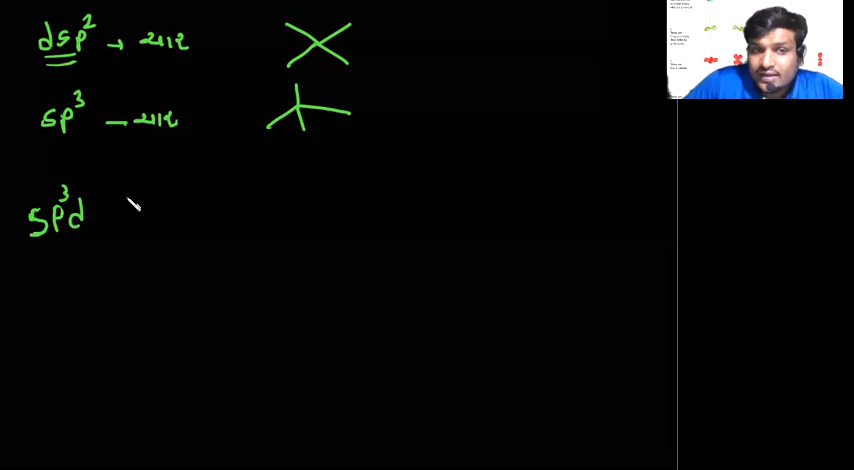 dsp² → ચાર
sp³ — ચાર
sp³d